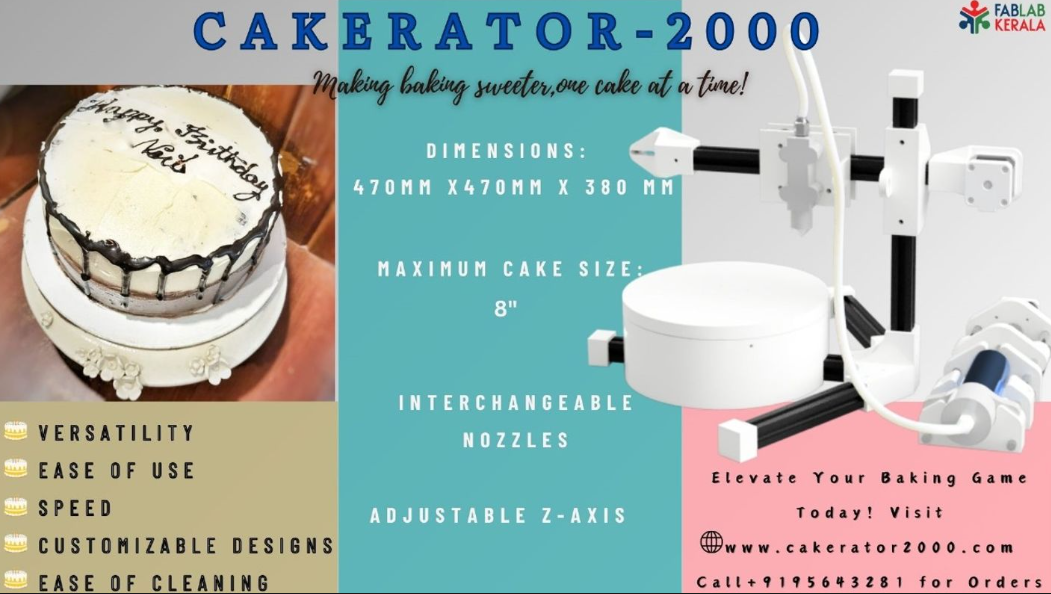 CAKERATOR-2000
FABLAB
KERALA
Making baking sweeter,one cake at a time!
Happy Birthday
DIMENSIONS:
470MM X470MM X 380 MM
MAXIMUM CAKE SIZE:
8"
INTERCHANGEABLE
NOZZLES
ADJUSTABLE Z-AXIS
VERSATILITY
EASE OF USE
SPEED
CUSTOMIZABLE DESIGNS
EASE OF CLEANING
Elevate Your Baking Game
Today! Visit
www.cakerator2000.com
Call+9195643281 for Orders